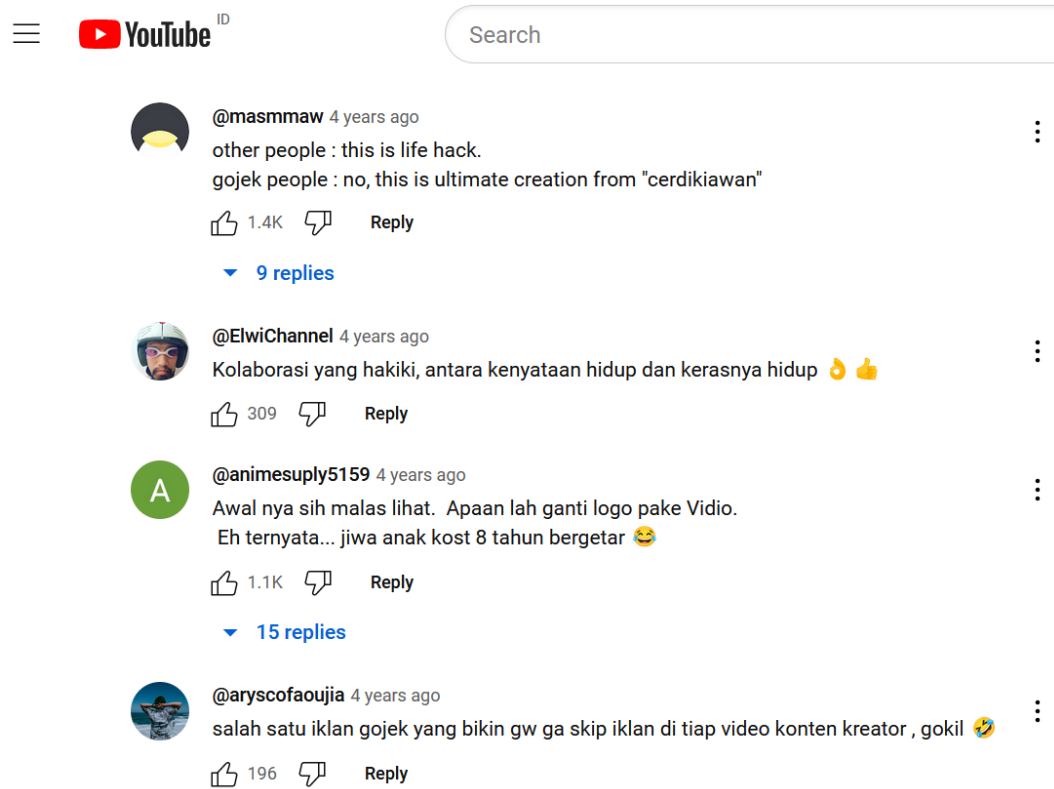 YouTube ID
Search
@masmmaw 4 years ago
other people : this is life hack.
gojek people : no, this is ultimate creation from "cerdikiawan"
1.4K Reply
9 replies
@ElwiChannel 4 years ago
Kolaborasi yang hakiki, antara kenyataan hidup dan kerasnya hidup 👌 👍
309 Reply
A
@animesuply5159 4 years ago
Awal nya sih malas lihat.  Apaan lah ganti logo pake Vidio.
Eh ternyata... jiwa anak kost 8 tahun bergetar 😂
1.1K Reply
15 replies
@aryscofaoujia 4 years ago
salah satu iklan gojek yang bikin gw ga skip iklan di tiap video konten kreator , gokil 🤣
196 Reply